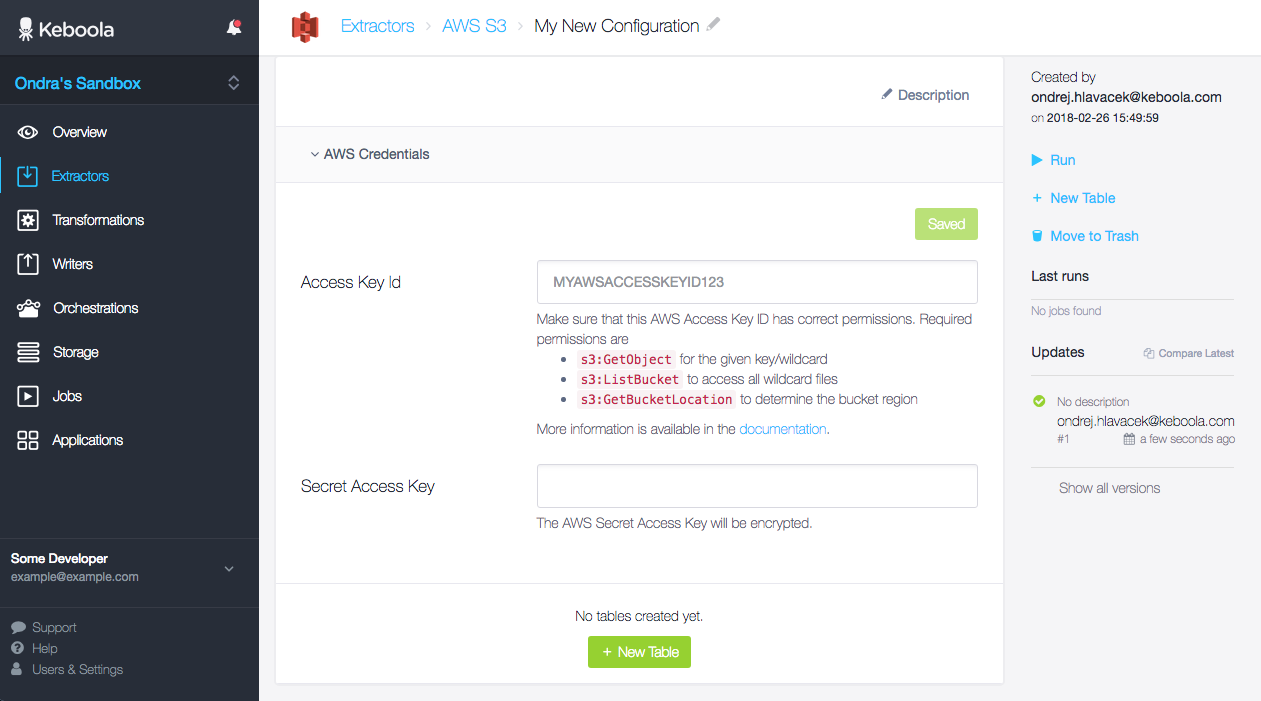 Keboola
Ondra's Sandbox
Overview
Extractors
Transformations
Writers
Orchestrations
Storage
Jobs
Applications
Some Developer
example@example.com
Support
Help
Users & Settings
Extractors > AWS S3 > My New Configuration
Description
AWS Credentials
Saved
Access Key Id
MYAWSACCESSKEYID123
Make sure that this AWS Access Key ID has correct permissions. Required
permissions are
• s3:GetObject for the given key/wildcard
• s3:ListBucket to access all wildcard files
• s3:GetBucketLocation to determine the bucket region
More information is available in the documentation.
Secret Access Key
The AWS Secret Access Key will be encrypted.
No tables created yet.
+ New Table
Created by
ondrej.hlavacek@keboola.com
on 2018-02-26 15:49:59
Run
+ New Table
Move to Trash
Last runs
No jobs found
Updates Compare Latest
No description
ondrej.hlavacek@keboola.com
#1 a few seconds ago
Show all versions